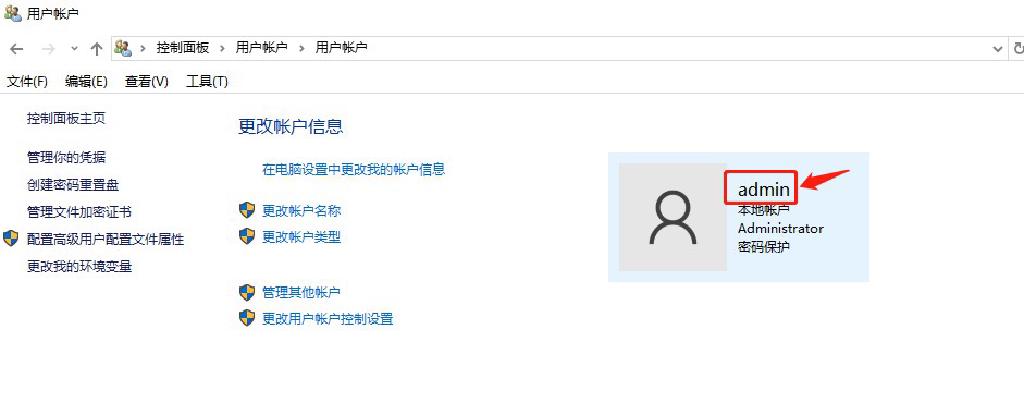 用户帐户
控制面板 > 用户帐户 > 用户帐户
文件(F) 编辑(E) 查看(V) 工具(T)
控制面板主页
管理你的凭据
创建密码重置盘
管理文件加密证书
配置高级用户配置文件属性
更改我的环境变量
更改帐户信息
在电脑设置中更改我的帐户信息
更改帐户名称
更改帐户类型
管理其他帐户
更改用户帐户控制设置
admin
本地帐户
Administrator
密码保护